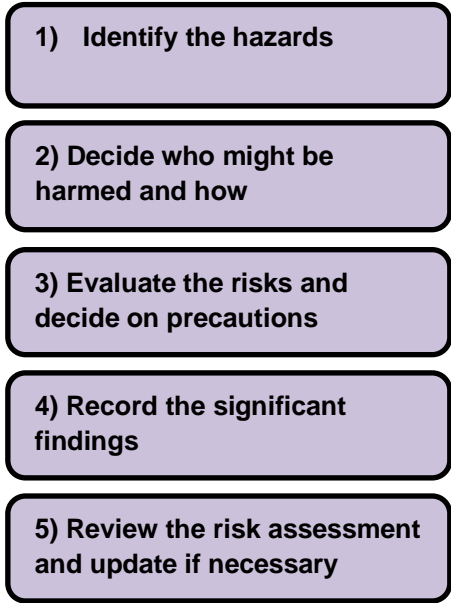 1) Identify the hazards
2) Decide who might be
harmed and how
3) Evaluate the risks and
decide on precautions
4) Record the significant
findings
5) Review the risk assessment
and update if necessary